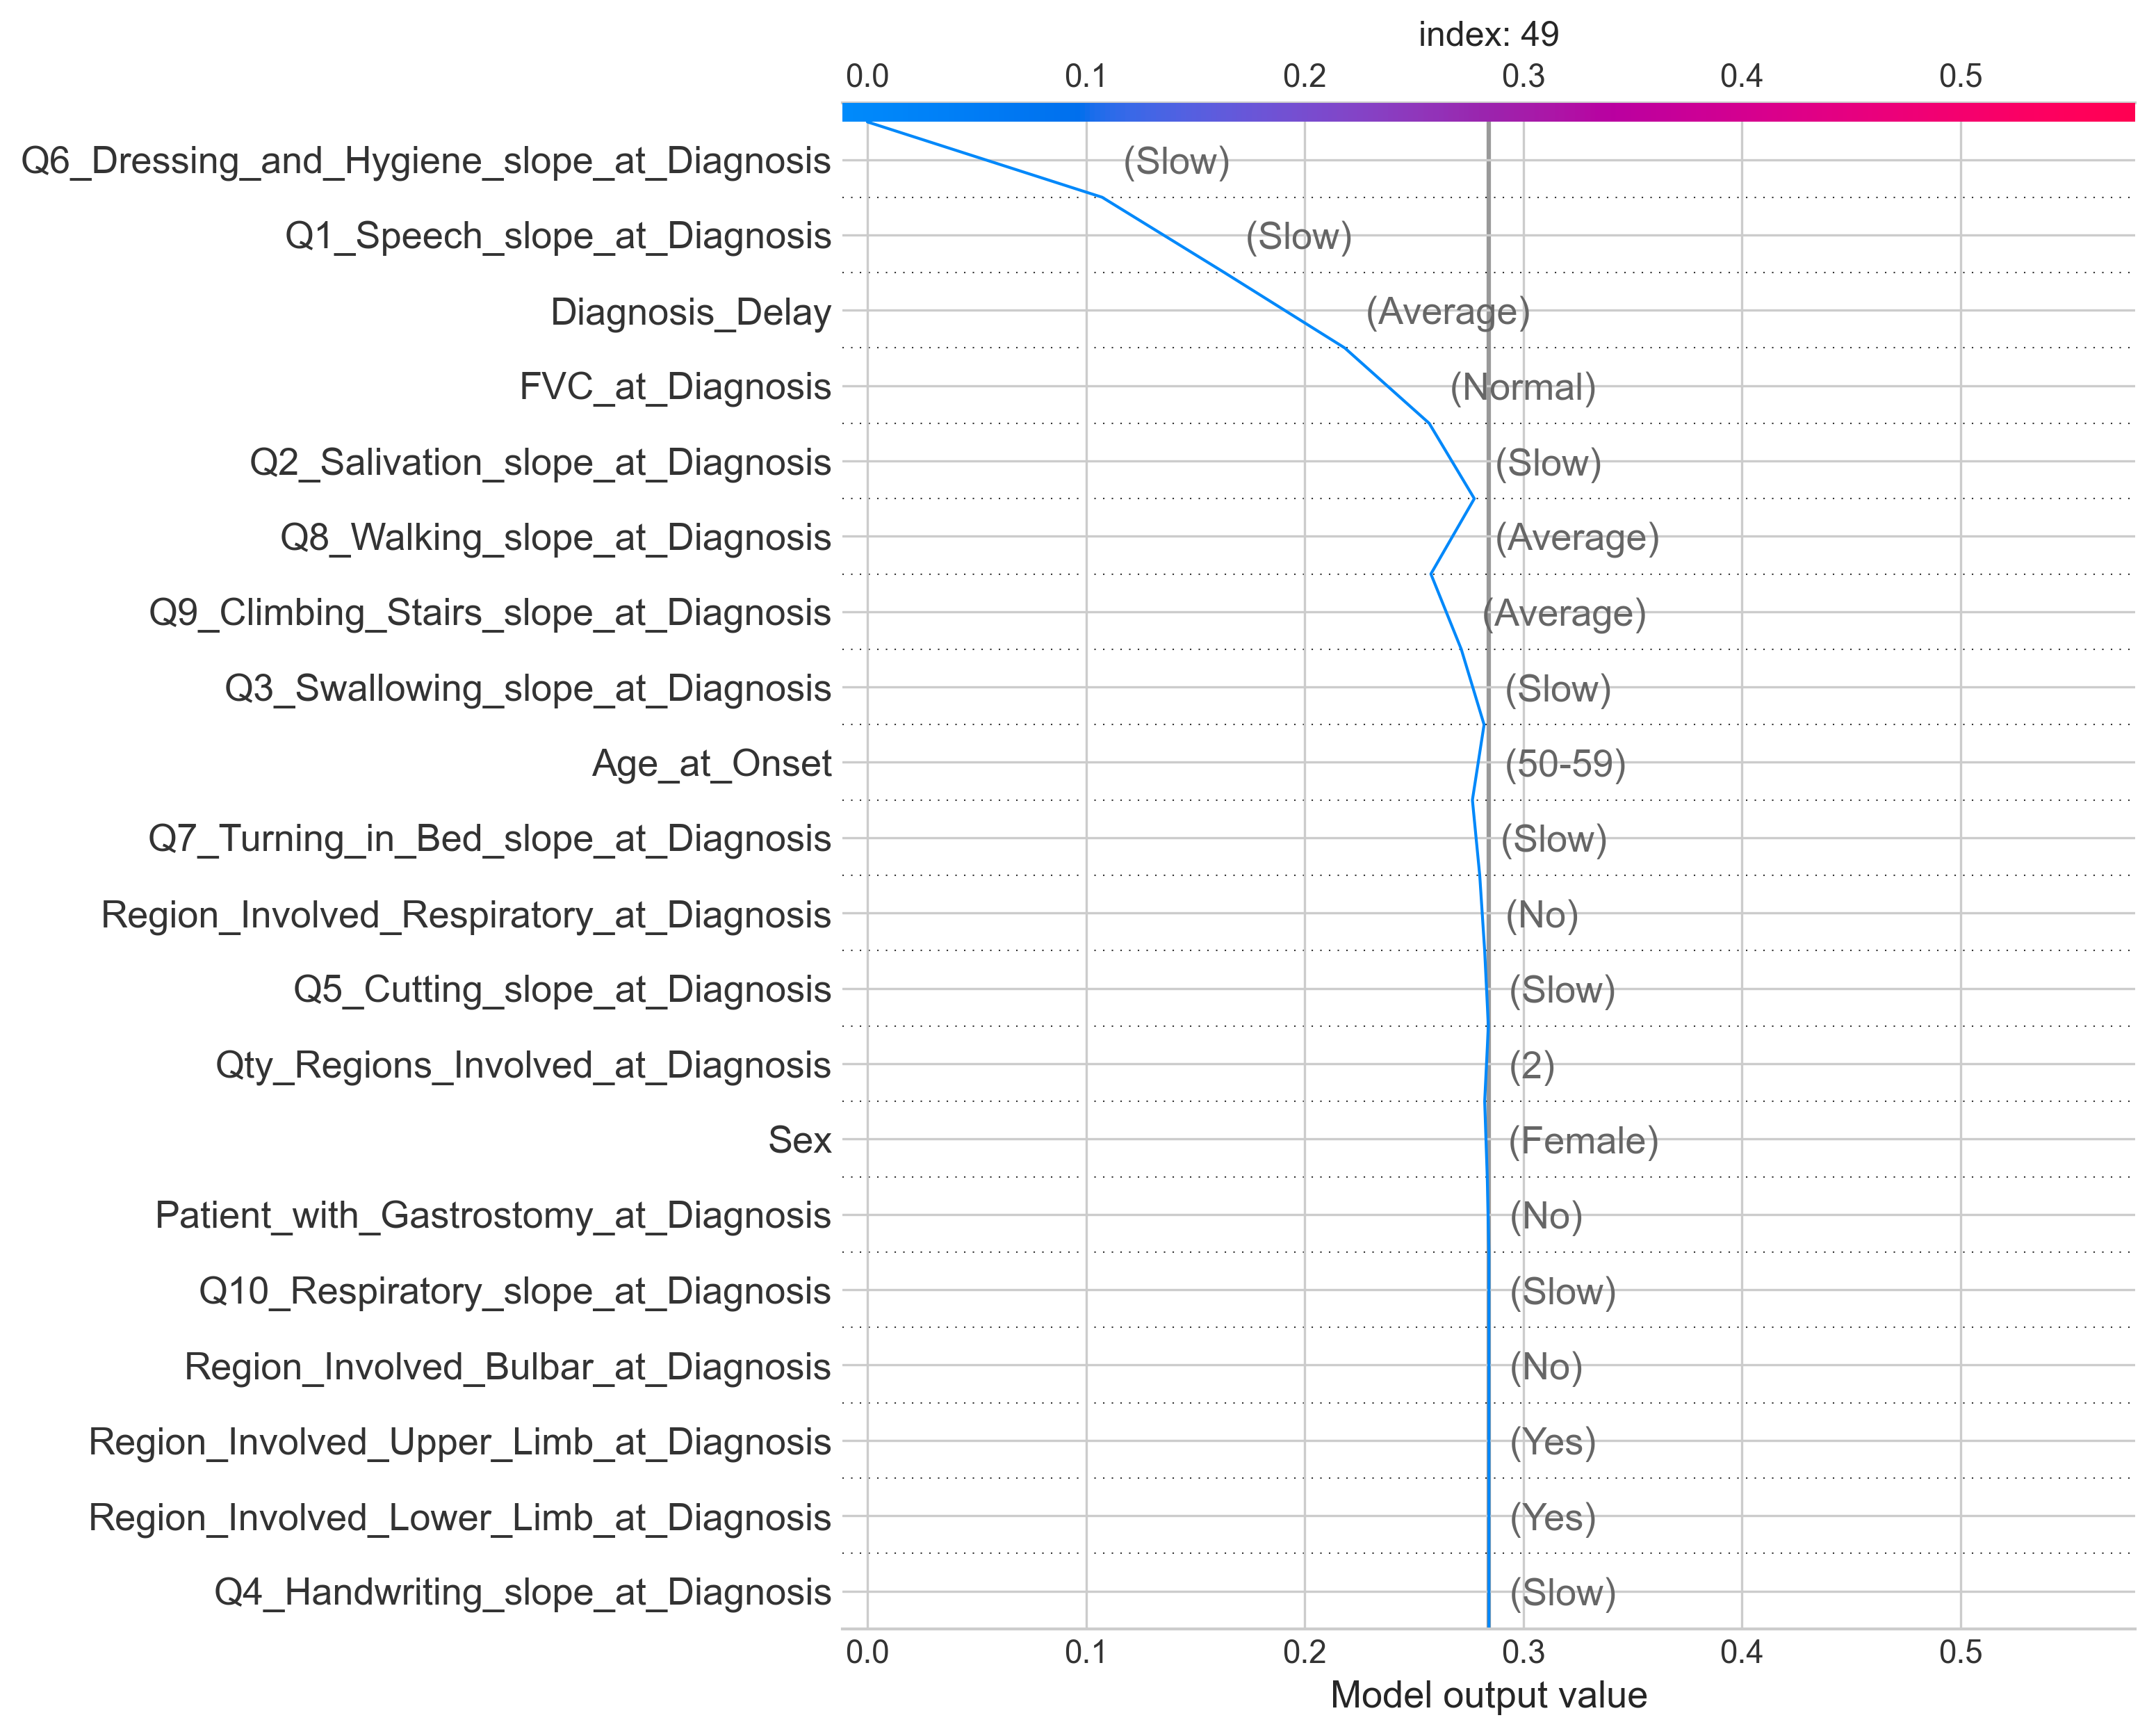 index: 49
0.0 0.1 0.2 0.3 0.4 0.5
Q6_Dressing_and_Hygiene_slope_at_Diagnosis (Slow)
Q1_Speech_slope_at_Diagnosis (Slow)
Diagnosis_Delay (Average)
FVC_at_Diagnosis (Normal)
Q2_Salivation_slope_at_Diagnosis (Slow)
Q8_Walking_slope_at_Diagnosis (Average)
Q9_Climbing_Stairs_slope_at_Diagnosis (Average)
Q3_Swallowing_slope_at_Diagnosis (Slow)
Age_at_Onset (50-59)
Q7_Turning_in_Bed_slope_at_Diagnosis (Slow)
Region_Involved_Respiratory_at_Diagnosis (No)
Q5_Cutting_slope_at_Diagnosis (Slow)
Qty_Regions_Involved_at_Diagnosis (2)
Sex (Female)
Patient_with_Gastrostomy_at_Diagnosis (No)
Q10_Respiratory_slope_at_Diagnosis (Slow)
Region_Involved_Bulbar_at_Diagnosis (No)
Region_Involved_Upper_Limb_at_Diagnosis (Yes)
Region_Involved_Lower_Limb_at_Diagnosis (Yes)
Q4_Handwriting_slope_at_Diagnosis (Slow)
0.0 0.1 0.2 0.3 0.4 0.5
Model output value